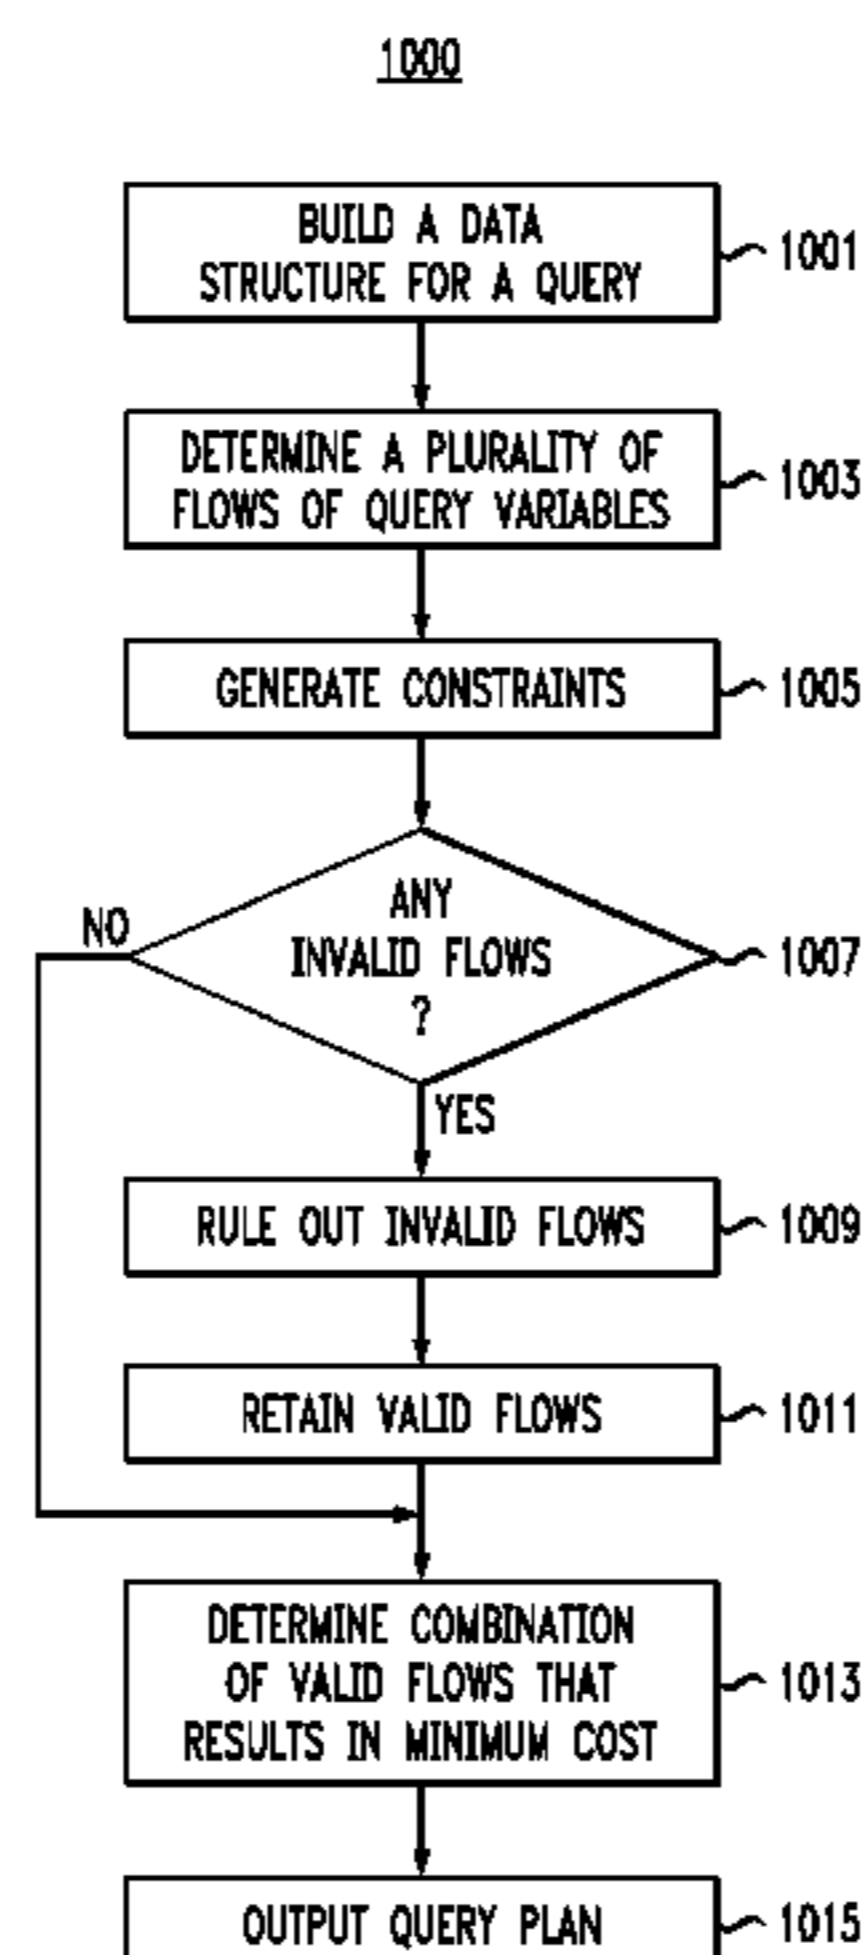 1000
BUILD A DATA
STRUCTURE FOR A QUERY
1001
DETERMINE A PLURALITY OF
FLOWS OF QUERY VARIABLES
1003
GENERATE CONSTRAINTS
1005
ANY
INVALID FLOWS
?
1007
NO
YES
RULE OUT INVALID FLOWS
1009
RETAIN VALID FLOWS
1011
DETERMINE COMBINATION
OF VALID FLOWS THAT
RESULTS IN MINIMUM COST
1013
OUTPUT QUERY PLAN
1015